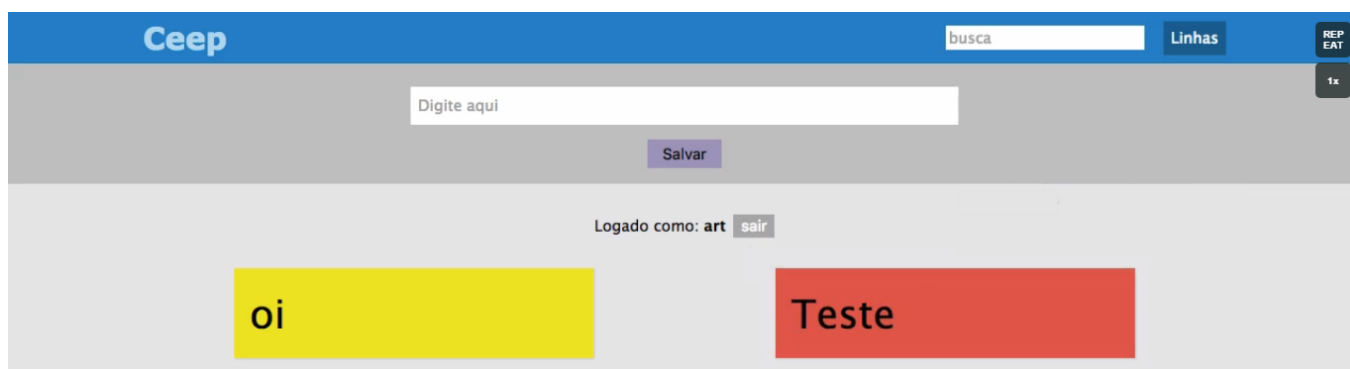 Ceep
busca
Linhas
REP
EAT
1x
Digite aqui
Salvar
Logado como: art sair
oi
Teste